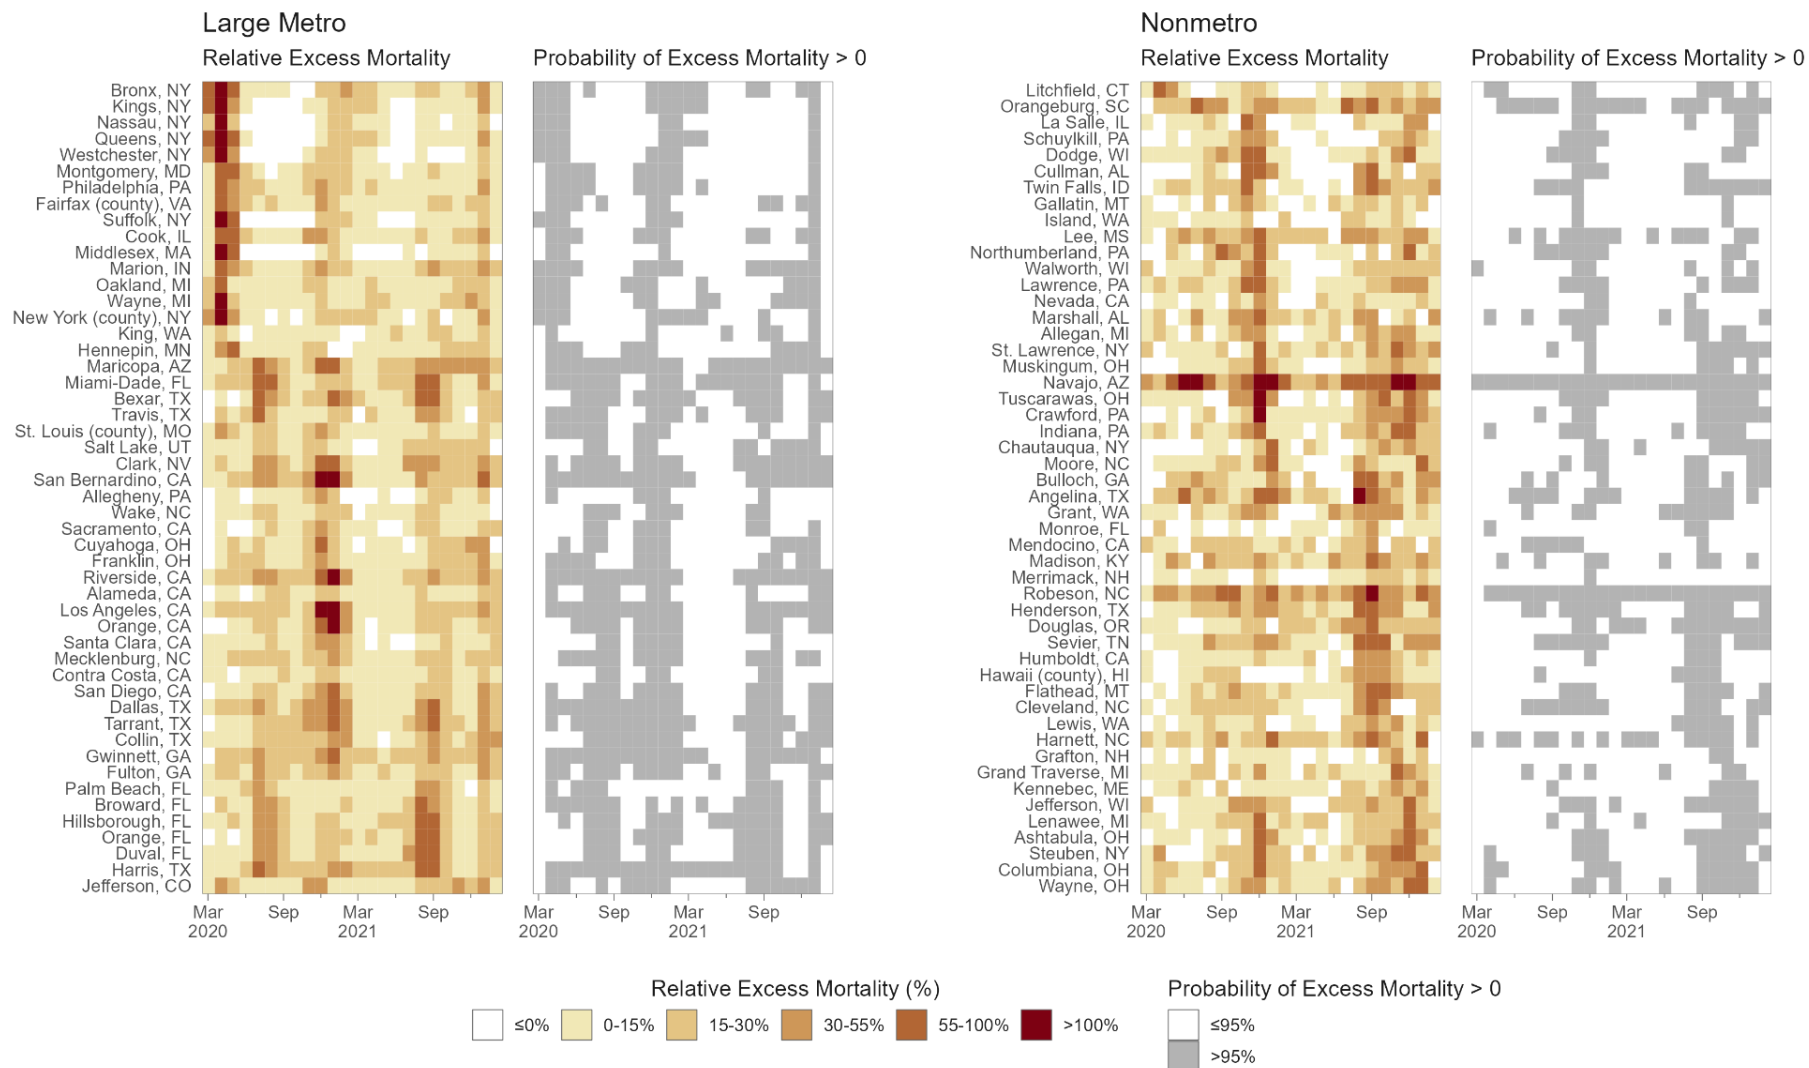 Large Metro
Relative Excess Mortality
Probability of Excess Mortality > 0
Bronx, NY
Kings, NY
Nassau, NY
Queens, NY
Westchester, NY
Montgomery, MD
Philadelphia, PA
Fairfax (county), VA
Suffolk, NY
Cook, IL
Middlesex, MA
Marion, IN
Oakland, MI
Wayne, MI
New York (county), NY
King, WA
Hennepin, MN
Maricopa, AZ
Miami-Dade, FL
Bexar, TX
Travis, TX
St. Louis (county), MO
Salt Lake, UT
Clark, NV
San Bernardino, CA
Allegheny, PA
Wake, NC
Sacramento, CA
Cuyahoga, OH
Franklin, OH
Riverside, CA
Alameda, CA
Los Angeles, CA
Orange, CA
Santa Clara, CA
Mecklenburg, NC
Contra Costa, CA
San Diego, CA
Dallas, TX
Tarrant, TX
Collin, TX
Gwinnett, GA
Fulton, GA
Palm Beach, FL
Broward, FL
Hillsborough, FL
Orange, FL
Duval, FL
Harris, TX
Jefferson, CO
Mar Sep Mar Sep
2020 2021
Mar Sep Mar Sep
2020 2021
Nonmetro
Relative Excess Mortality
Probability of Excess Mortality > 0
Litchfield, CT
Orangeburg, SC
La Salle, IL
Schuylkill, PA
Dodge, WI
Cullman, AL
Twin Falls, ID
Gallatin, MT
Island, WA
Lee, MS
Northumberland, PA
Walworth, WI
Lawrence, PA
Nevada, CA
Marshall, AL
Allegan, MI
St. Lawrence, NY
Muskingum, OH
Navajo, AZ
Tuscarawas, OH
Crawford, PA
Indiana, PA
Chautauqua, NY
Moore, NC
Bulloch, GA
Angelina, TX
Grant, WA
Monroe, FL
Mendocino, CA
Madison, KY
Merrimack, NH
Robeson, NC
Henderson, TX
Douglas, OR
Sevier, TN
Humboldt, CA
Hawaii (county), HI
Flathead, MT
Cleveland, NC
Lewis, WA
Harnett, NC
Grafton, NH
Grand Traverse, MI
Kennebec, ME
Jefferson, WI
Lenawee, MI
Ashtabula, OH
Steuben, NY
Columbiana, OH
Wayne, OH
Mar Sep Mar Sep
2020 2021
Mar Sep Mar Sep
2020 2021
Relative Excess Mortality (%)
≤0% 0-15% 15-30% 30-55% 55-100% >100%
Probability of Excess Mortality > 0
≤95%
>95%